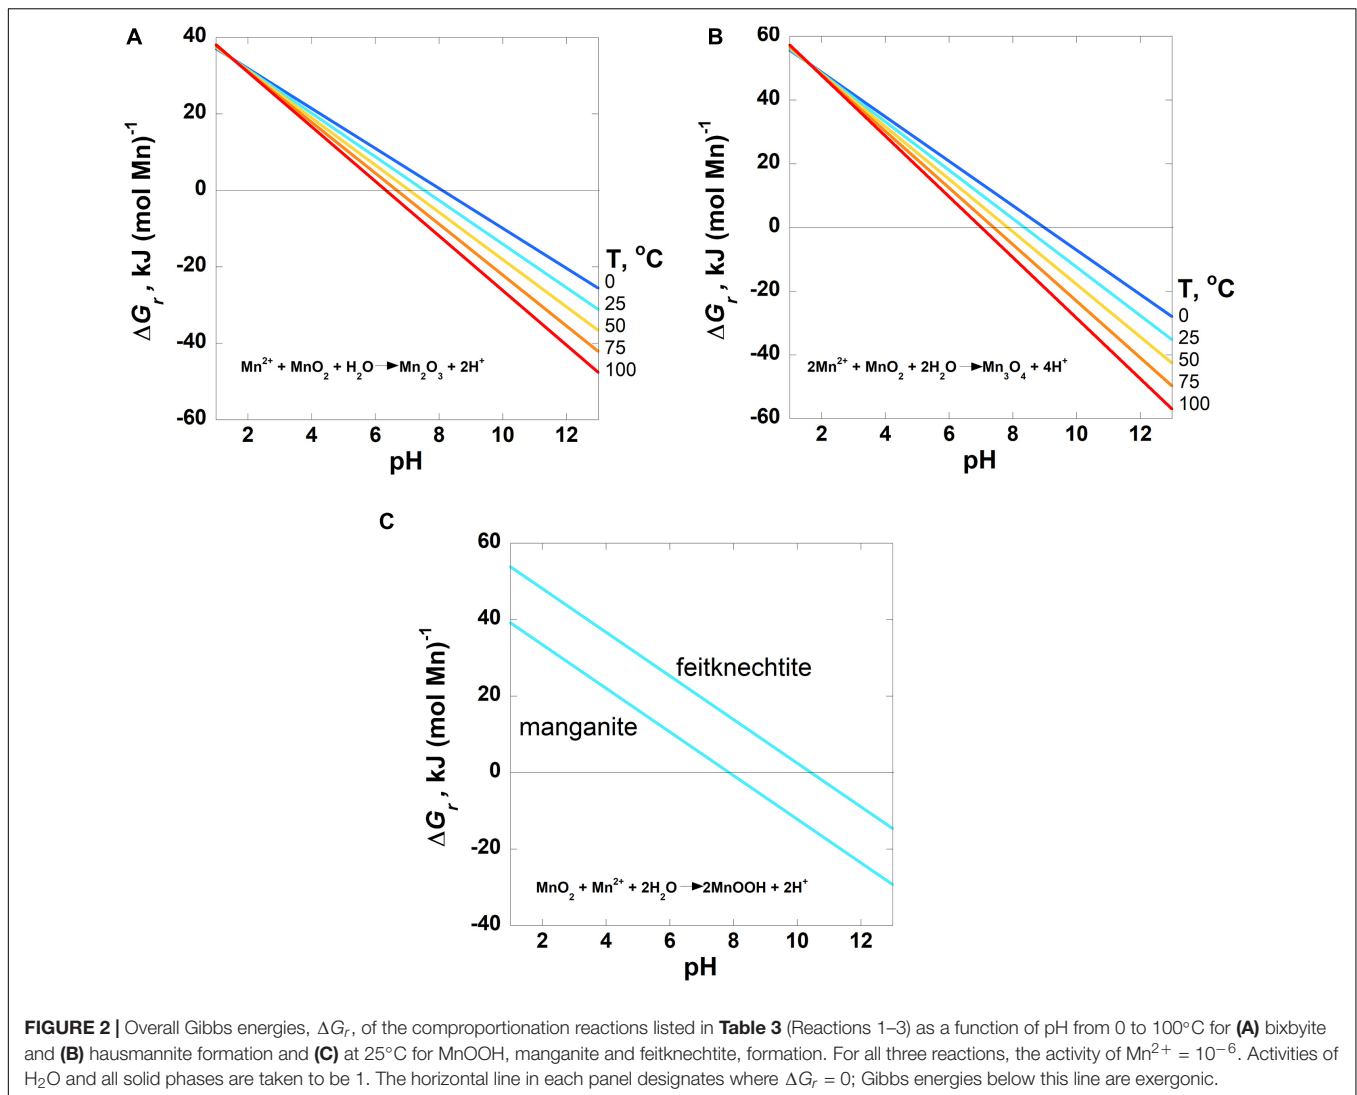 A
40
20
0
-20
-40
-60
2 4 6 8 10 12
pH
ΔGr , kJ (mol Mn)-1
T, oC
0
25
50
75
100
Mn2+ + MnO2 + H2O → Mn2O3 + 2H+
B
60
40
20
0
-20
-40
-60
2 4 6 8 10 12
pH
ΔGr , kJ (mol Mn)-1
T, oC
0
25
50
75
100
2Mn2+ + MnO2 + 2H2O → Mn3O4 + 4H+
C
60
40
20
0
-20
-40
2 4 6 8 10 12
pH
ΔGr , kJ (mol Mn)-1
feitknechtite
manganite
MnO2 + Mn2+ + 2H2O → 2MnOOH + 2H+
FIGURE 2 | Overall Gibbs energies, ΔGr, of the comproportionation reactions listed in Table 3 (Reactions 1–3) as a function of pH from 0 to 100°C for (A) bixbyite
and (B) hausmannite formation and (C) at 25°C for MnOOH, manganite and feitknechtite, formation. For all three reactions, the activity of Mn2+ = 10−6. Activities of
H2O and all solid phases are taken to be 1. The horizontal line in each panel designates where ΔGr = 0; Gibbs energies below this line are exergonic.